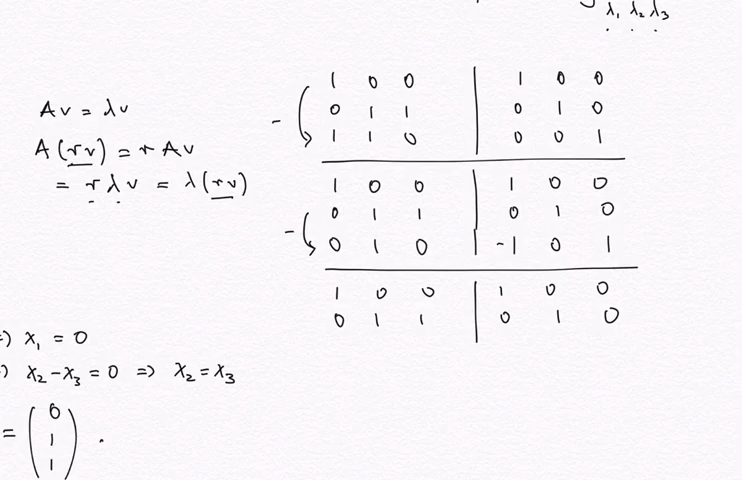 λ₁ λ₂ λ₃
Av = λv
A(rv) = r Av
= rλv = λ(rv)
1 0 0 | 1 0 0
0 1 1 | 0 1 0
1 1 0 | 0 0 1
1 0 0 | 1 0 0
0 1 1 | 0 1 0
0 1 0 | -1 0 1
1 0 0 | 1 0 0
0 1 1 | 0 1 0
=) x₁ = 0
) x₂-x₃ = 0 => x₂ = x₃
= (0
1
1) .